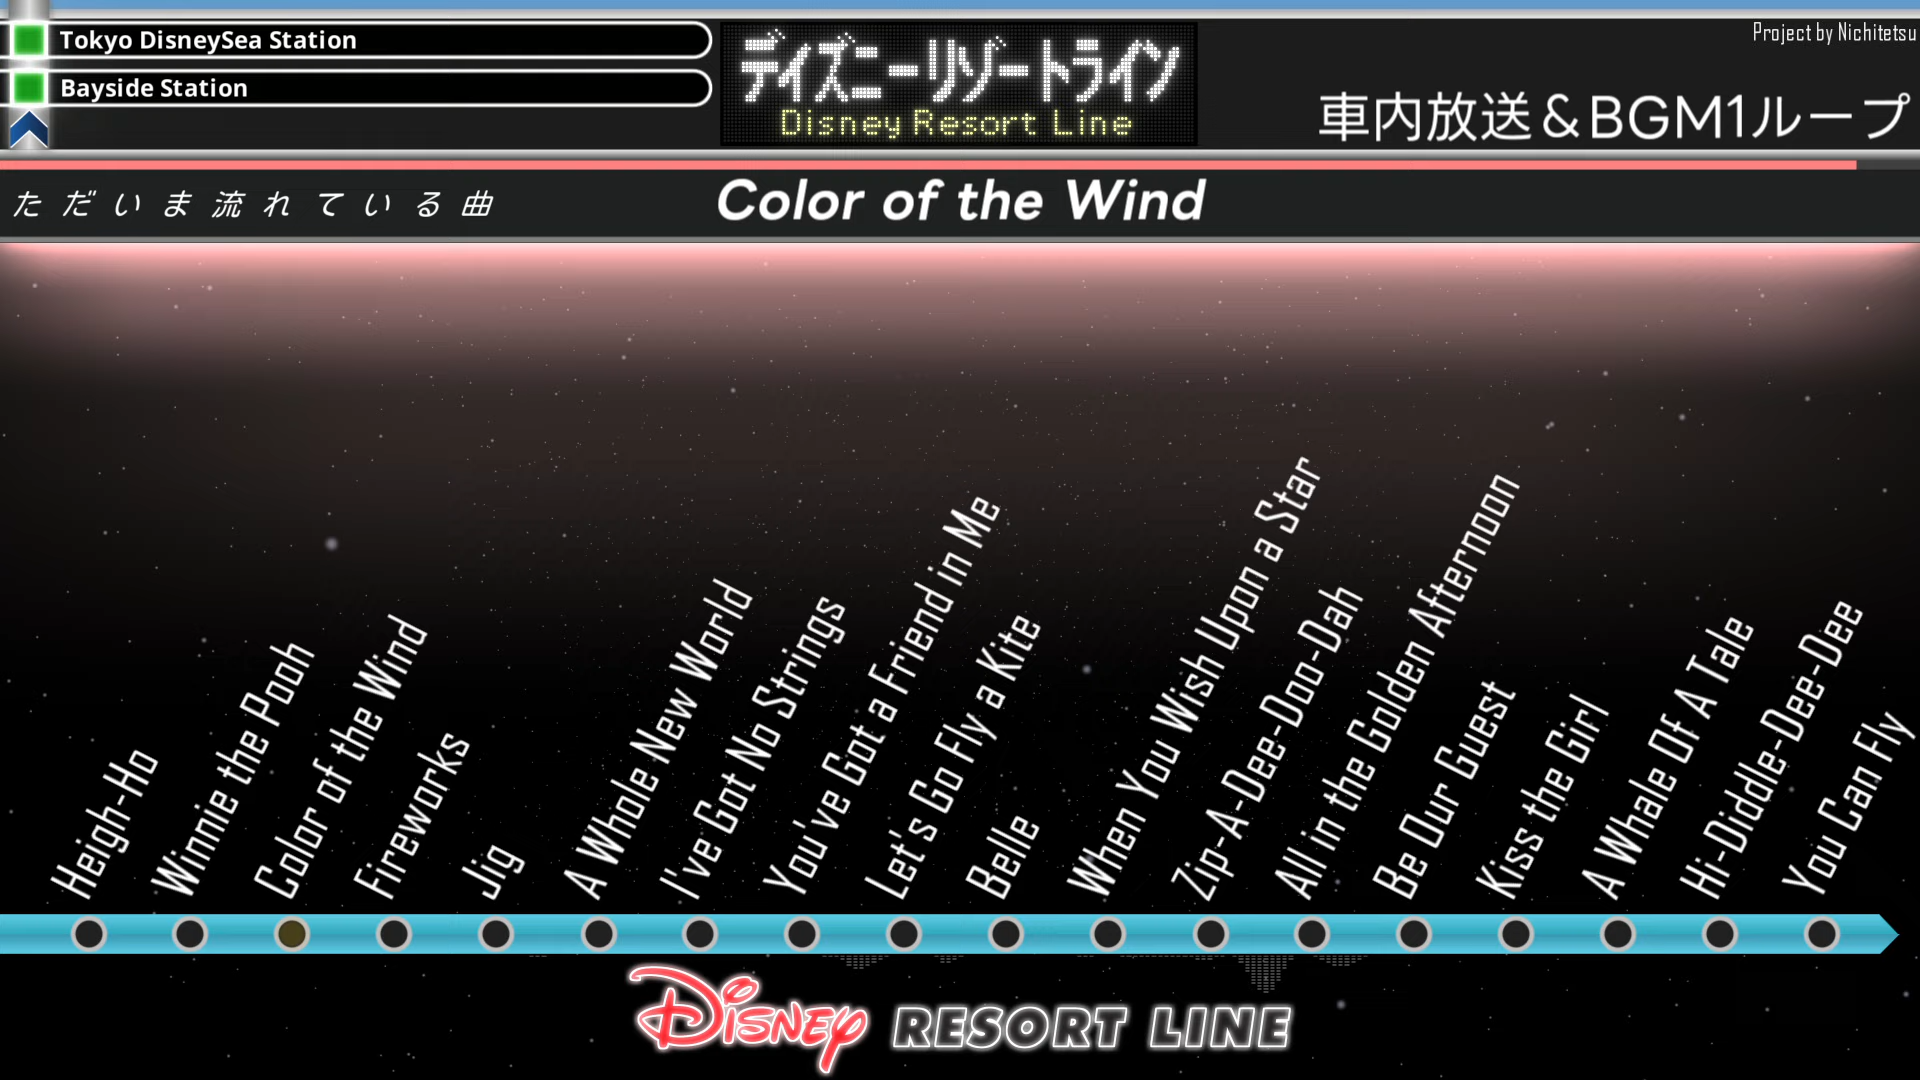 Tokyo DisneySea Station
Bayside Station
ディズニーリゾートライン
Disney Resort Line
Project by Nichitetsu
車内放送&BGM1ループ
ただいま流れている曲
Color of the Wind
Heigh-Ho
Winnie the Pooh
Color of the Wind
Fireworks
Jig
A Whole New World
I've Got No Strings
You've Got a Friend in Me
Let's Go Fly a Kite
Belle
When You Wish Upon a Star
Zip-A-Dee-Doo-Dah
All in the Golden Afternoon
Be Our Guest
Kiss the Girl
A Whale Of A Tale
Hi-Diddle-Dee-Dee
You Can Fly
Disney RESORT LINE